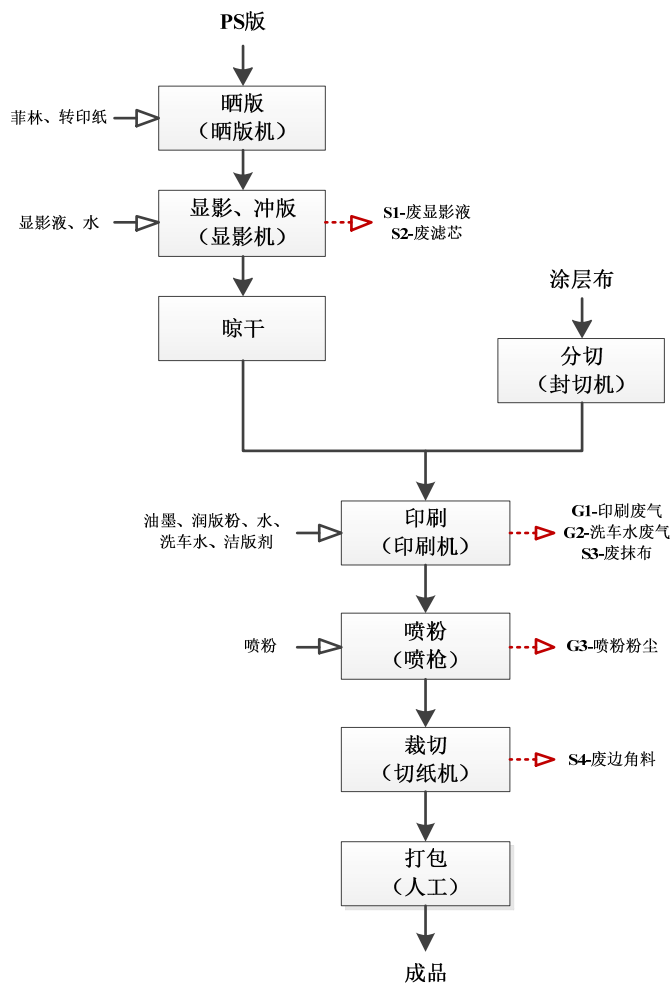 PS版
菲林、转印纸
晒版
（晒版机）
显影液、水
显影、冲版
（显影机）
S1-废显影液
S2-废滤芯
晾干
涂层布
分切
（封切机）
油墨、润版粉、水、
洗车水、洁版剂
印刷
（印刷机）
G1-印刷废气
G2-洗车水废气
S3-废抹布
喷粉
喷粉
（喷枪）
G3-喷粉粉尘
裁切
（切纸机）
S4-废边角料
打包
（人工）
成品